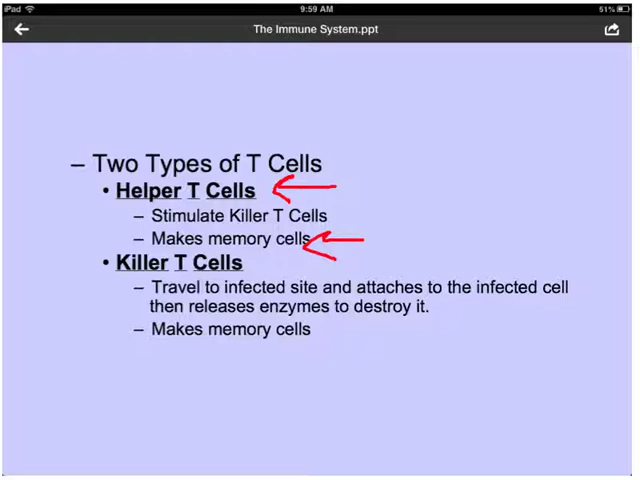 iPad 9:59 AM 51%
The Immune System.ppt
– Two Types of T Cells
• Helper T Cells
– Stimulate Killer T Cells
– Makes memory cells
• Killer T Cells
– Travel to infected site and attaches to the infected cell
then releases enzymes to destroy it.
– Makes memory cells